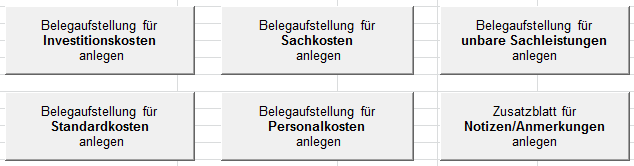 Belegaufstellung für
Investitionskosten
anlegen
Belegaufstellung für
Sachkosten
anlegen
Belegaufstellung für
unbare Sachleistungen
anlegen
Belegaufstellung für
Standardkosten
anlegen
Belegaufstellung für
Personalkosten
anlegen
Zusatzblatt für
Notizen/Anmerkungen
anlegen